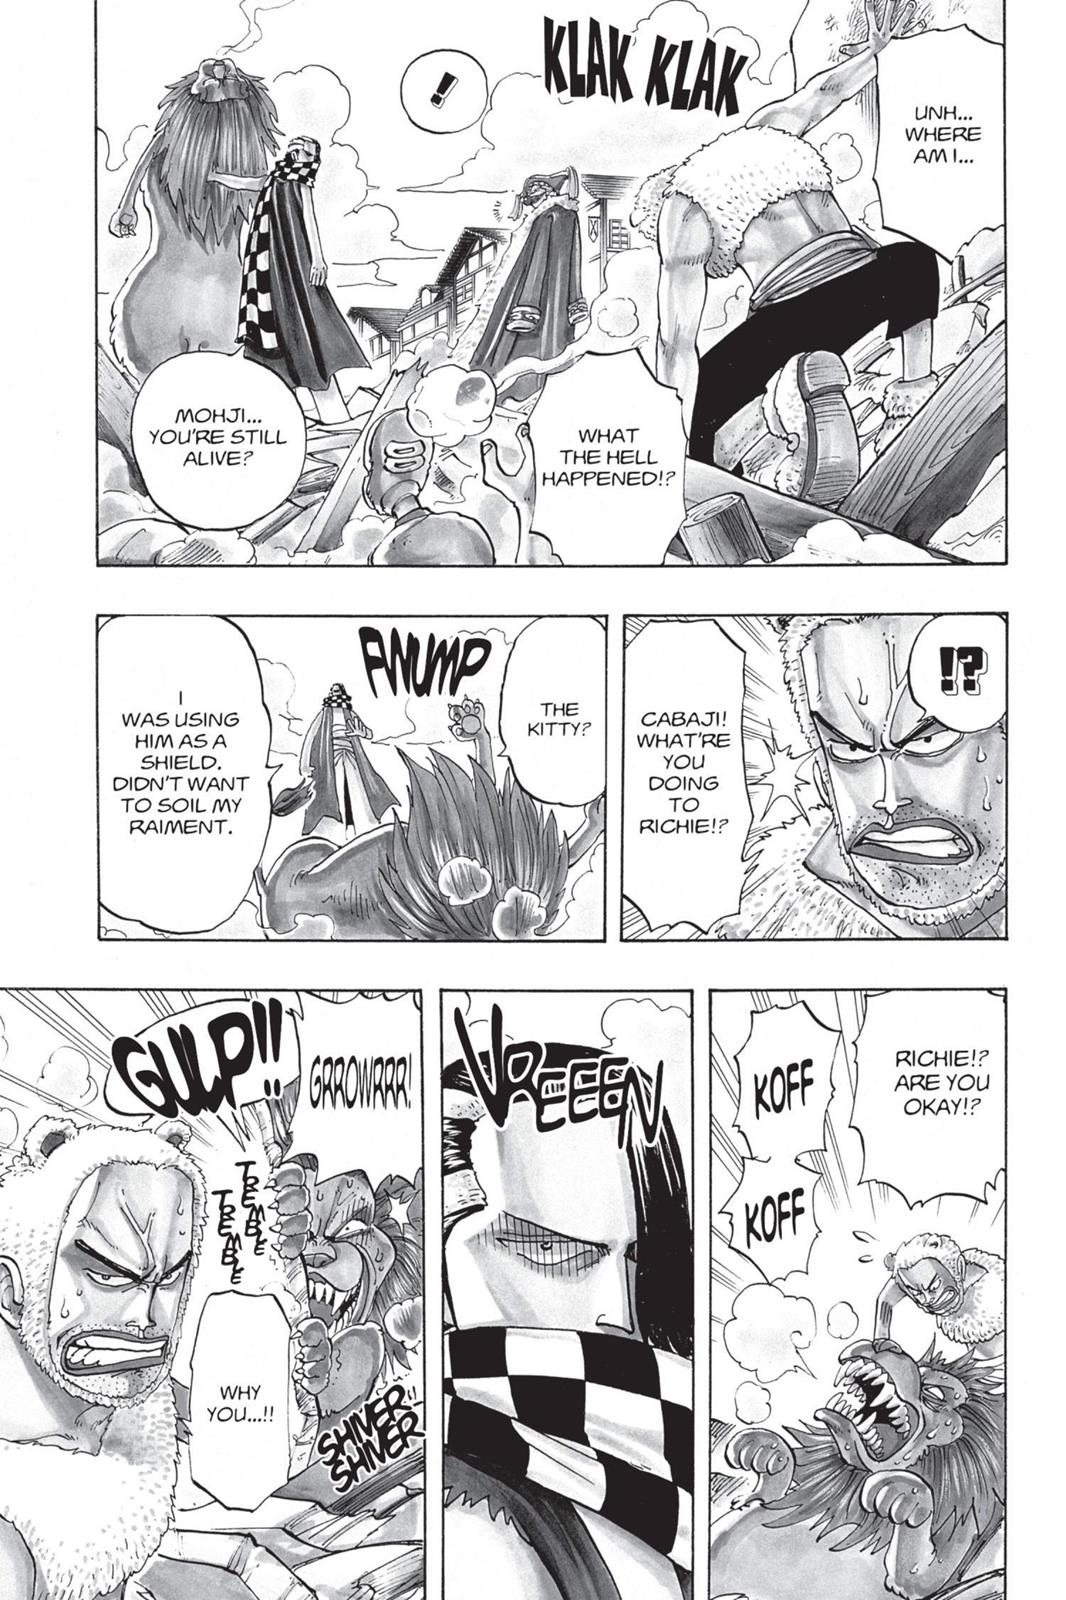 UNH...
WHERE
AM I...
KLAK KLAK
!
WHAT
THE HELL
HAPPENED!?
MOHJI...
YOU'RE STILL
ALIVE?
!?
CABAJI!
WHAT'RE
YOU
DOING
TO
RICHIE!?
THE
KITTY?
FWUMP
I
WAS USING
HIM AS A
SHIELD.
DIDN'T WANT
TO SOIL MY
RAIMENT.
RICHIE!?
ARE YOU
OKAY!?
KOFF
KOFF
VREEEN
GRROWRRR!
GULP!!
TREMBLE
TREMBLE
SHIVER!!
SHIVER
WHY
YOU...!!